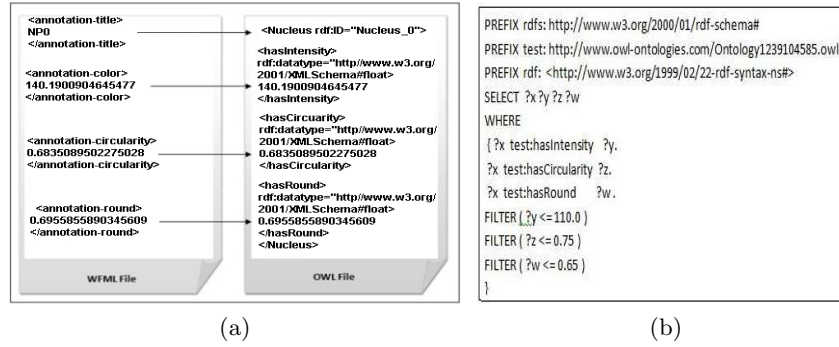 <annotation-title>
NP0
</annotation-title>
<annotation-color>
140.1900904645477
</annotation-color>
<annotation-circularity>
0.6835089502275028
</annotation-circularity>
<annotation-round>
0.6955855890345609
</annotation-round>
WFML File
<Nucleus rdf:ID="Nucleus_0">
<hasIntensity>
rdf:datatype="http//www.w3.org/
2001/XMLSchema#float>
140.1900904645477
</hasIntensity>
<hasCircuarity>
rdf:datatype="http//www.w3.org/
2001/XMLSchema#float>
0.6835089502275028
</hasCircularity>
<hasRound>
rdf:datatype="http//www.w3.org/
2001/XMLSchema#float>
0.6955855890345609
</hasRound>
</Nucleus>
OWL File
(a)
PREFIX rdfs: http://www.w3.org/2000/01/rdf-schema#
PREFIX test: http://www.owl-ontologies.com/Ontology1239104585.owl
PREFIX rdf: <http://www.w3.org/1999/02/22-rdf-syntax-ns#>
SELECT ?x ?y ?z ?w
WHERE
{ ?x test:hasIntensity ?y.
?x test:hasCircularity ?z.
?x test:hasRound ?w.
FILTER ( ?y <= 110.0 )
FILTER ( ?z <= 0.75 )
FILTER ( ?w <= 0.65 )
}
(b)